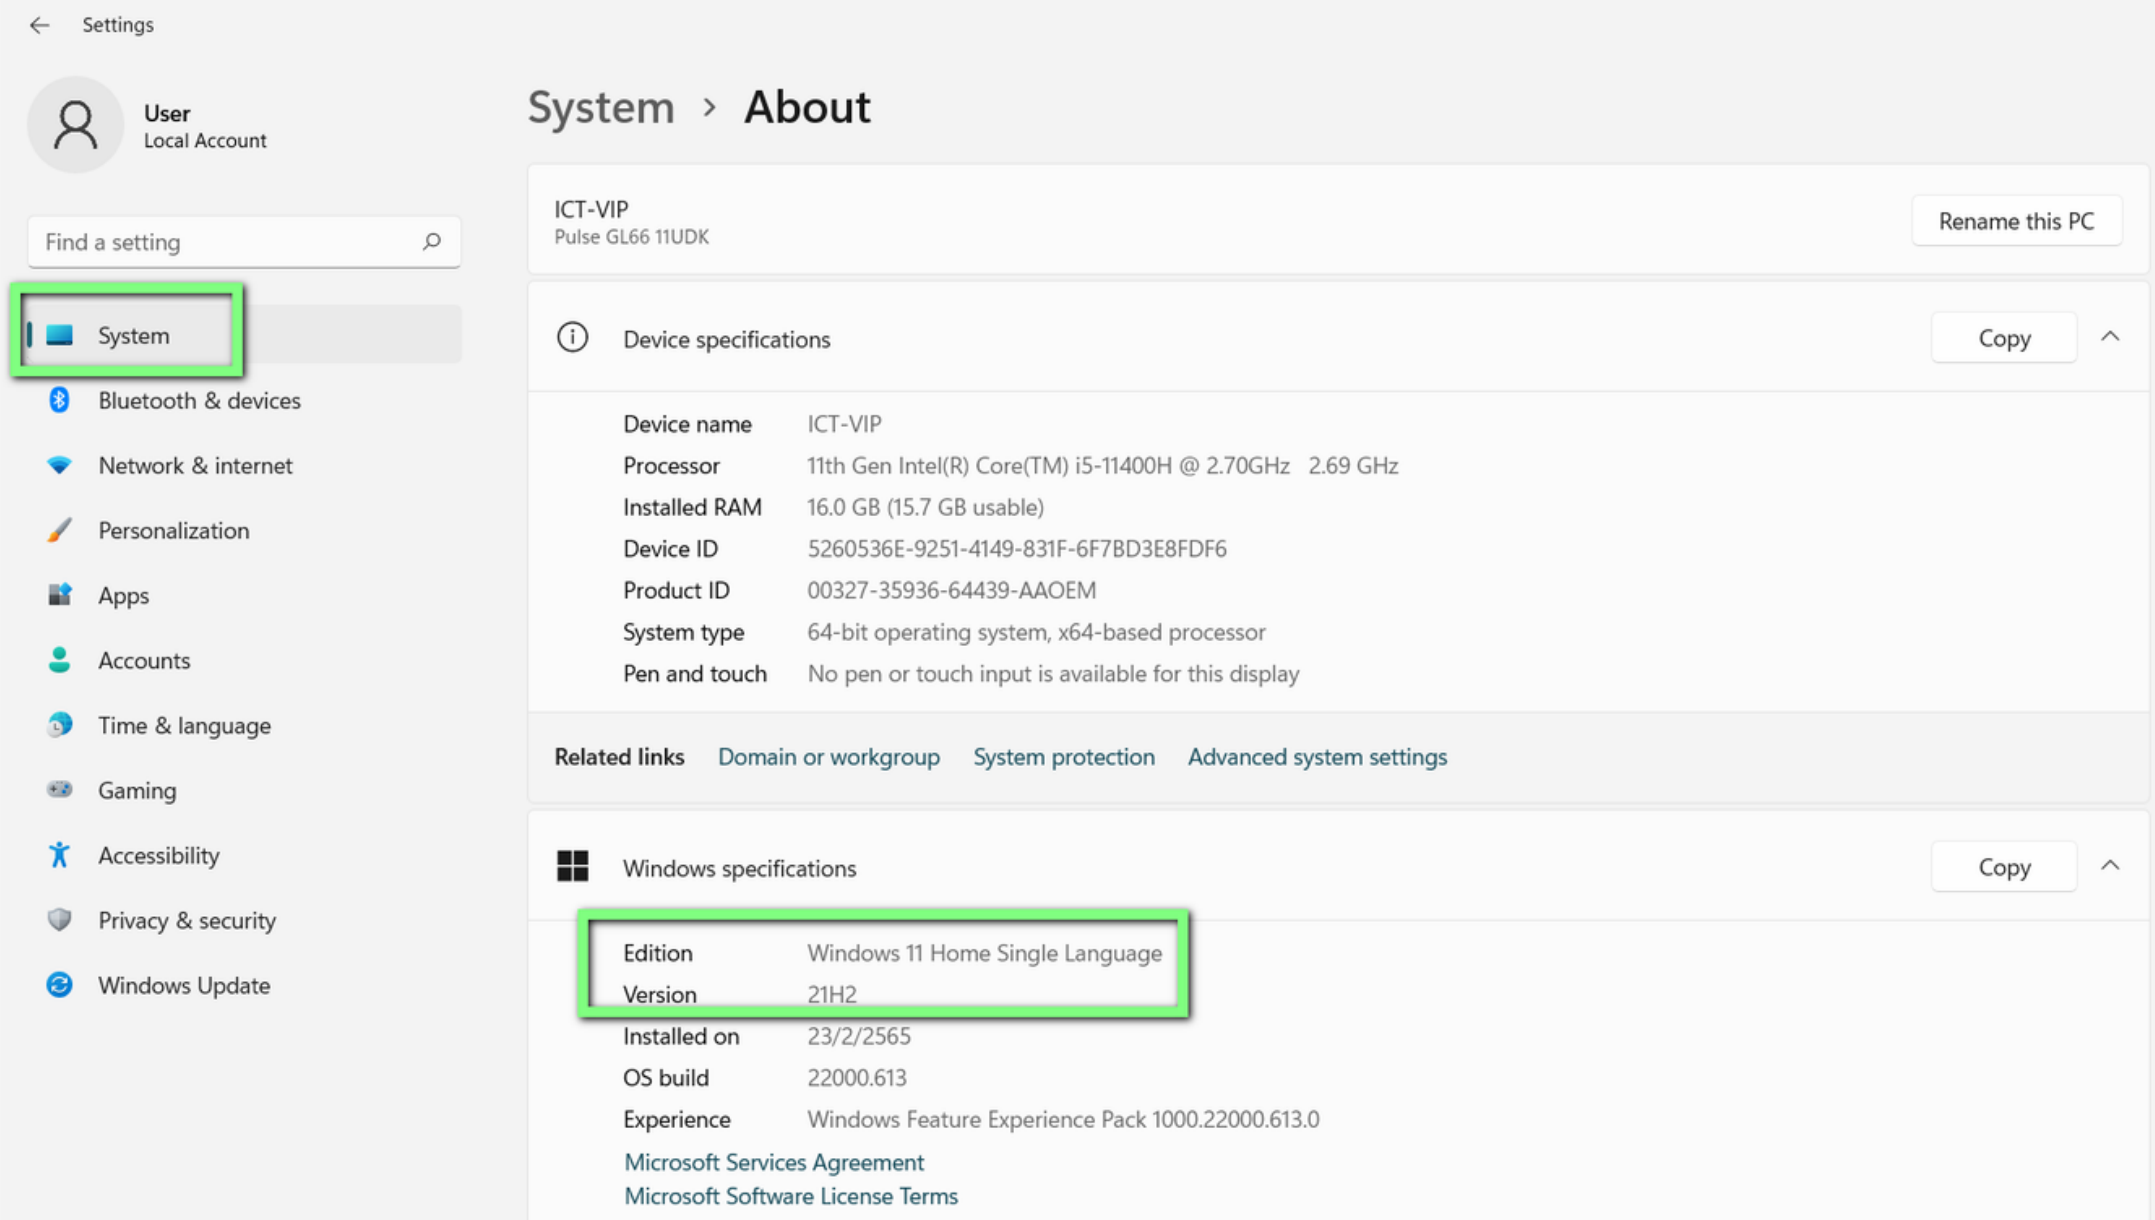 Settings
User
Local Account
Find a setting
System
Bluetooth & devices
Network & internet
Personalization
Apps
Accounts
Time & language
Gaming
Accessibility
Privacy & security
Windows Update
System > About
ICT-VIP
Pulse GL66 11UDK
Rename this PC
Device specifications
Copy
Device name ICT-VIP
Processor 11th Gen Intel(R) Core(TM) i5-11400H @ 2.70GHz 2.69 GHz
Installed RAM 16.0 GB (15.7 GB usable)
Device ID 5260536E-9251-4149-831F-6F7BD3E8FDF6
Product ID 00327-35936-64439-AAOEM
System type 64-bit operating system, x64-based processor
Pen and touch No pen or touch input is available for this display
Related links Domain or workgroup System protection Advanced system settings
Windows specifications
Copy
Edition Windows 11 Home Single Language
Version 21H2
Installed on 23/2/2565
OS build 22000.613
Experience Windows Feature Experience Pack 1000.22000.613.0
Microsoft Services Agreement
Microsoft Software License Terms